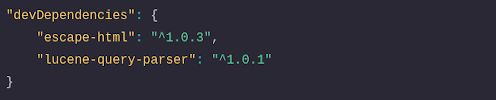 "devDependencies": {
"escape-html": "^1.0.3",
"lucene-query-parser": "^1.0.1"
}